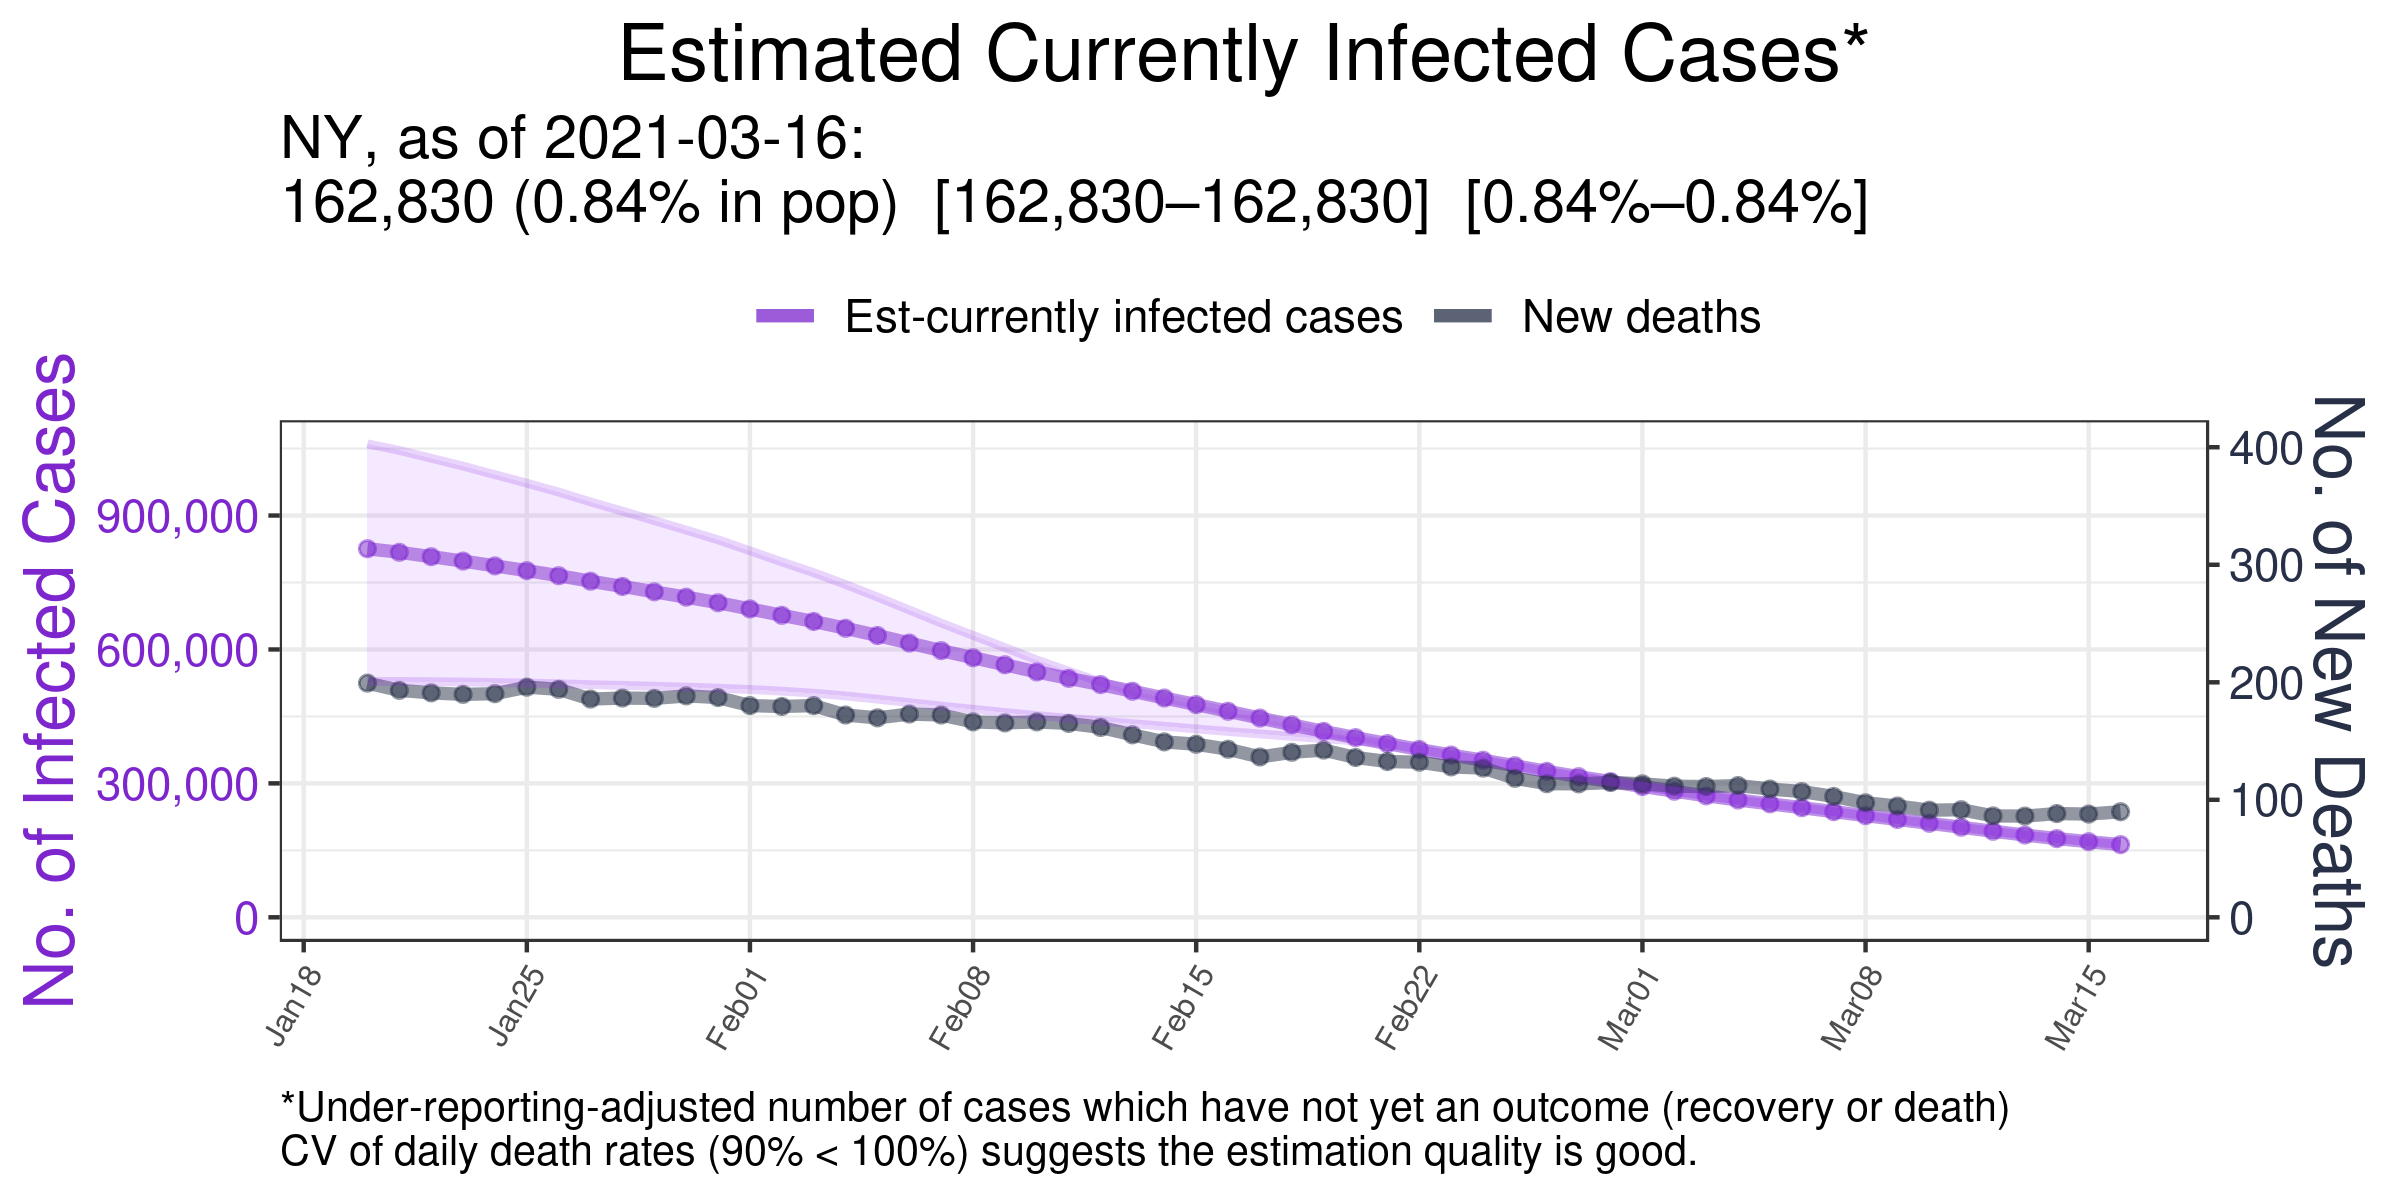 Estimated Currently Infected Cases*
NY, as of 2021-03-16:
162,830 (0.84% in pop)  [162,830–162,830]  [0.84%–0.84%]
Est-currently infected cases
New deaths
No. of Infected Cases
900,000
600,000
300,000
0
400
300
200
100
0
No. of New Deaths
Jan18
Jan25
Feb01
Feb08
Feb15
Feb22
Mar01
Mar08
Mar15
*Under-reporting-adjusted number of cases which have not yet an outcome (recovery or death)
CV of daily death rates (90% < 100%) suggests the estimation quality is good.